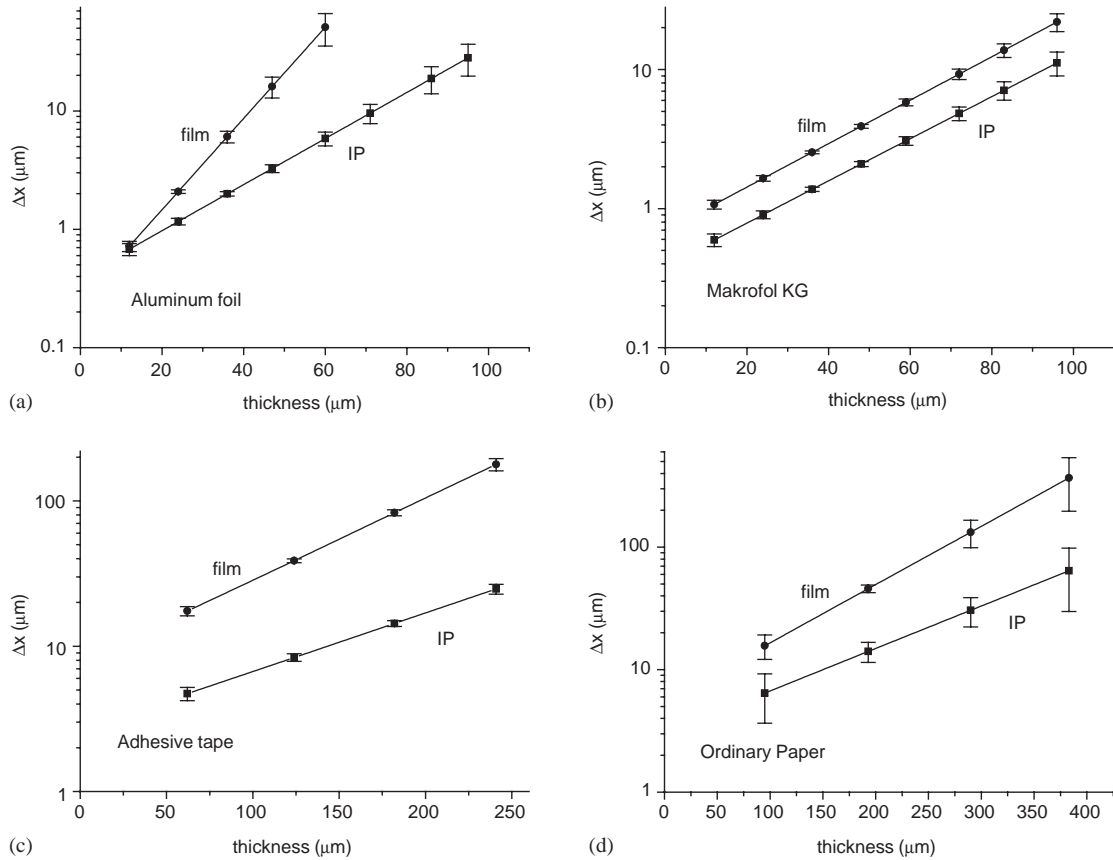 10
1
0.1
Δx (μm)
film
IP
Aluminum foil
0 20 40 60 80 100
thickness (μm)
(a)
10
1
0.1
Δx (μm)
film
IP
Makrofol KG
0 20 40 60 80 100
thickness (μm)
(b)
100
10
1
Δx (μm)
film
IP
Adhesive tape
0 50 100 150 200 250
thickness (μm)
(c)
100
10
1
Δx (μm)
film
IP
Ordinary Paper
0 50 100 150 200 250 300 350 400
thickness (μm)
(d)